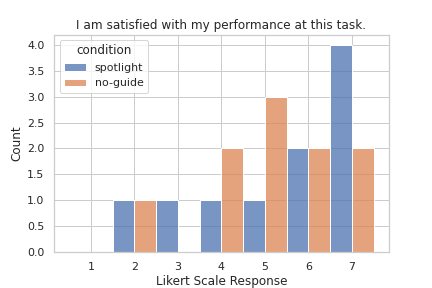 I am satisfied with my performance at this task.
condition
spotlight
no-guide
4.0
3.5
3.0
2.5
2.0
1.5
1.0
0.5
0.0
Count
1 2 3 4 5 6 7
Likert Scale Response